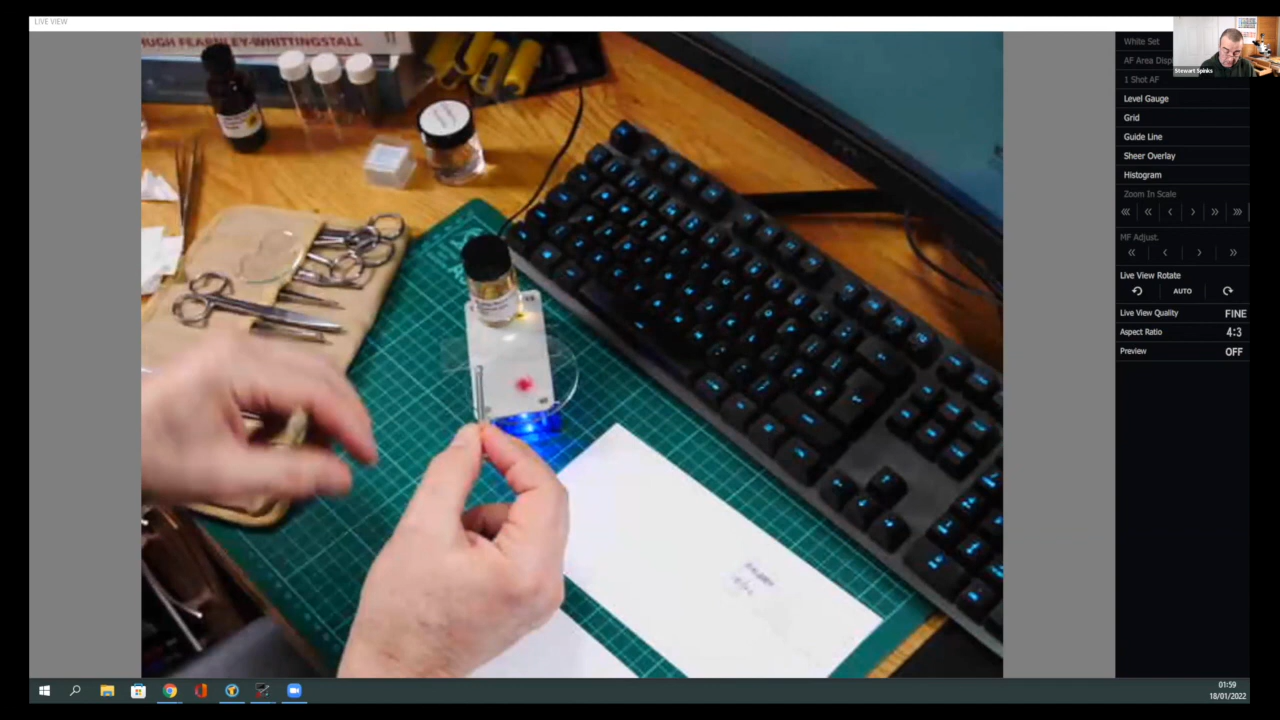 LIVE VIEW
HUGH FEARNLEY-WHITTINGSTALL
Stewart Spinks
White Set
1 Shot AF
Level Gauge
Grid
Guide Line
Sheer Overlay
Histogram
Zoom In Scale
MF Adjust.
Live View Rotate
AUTO
Live View Quality FINE
Aspect Ratio 4:3
Preview OFF
01:59
18/01/2022